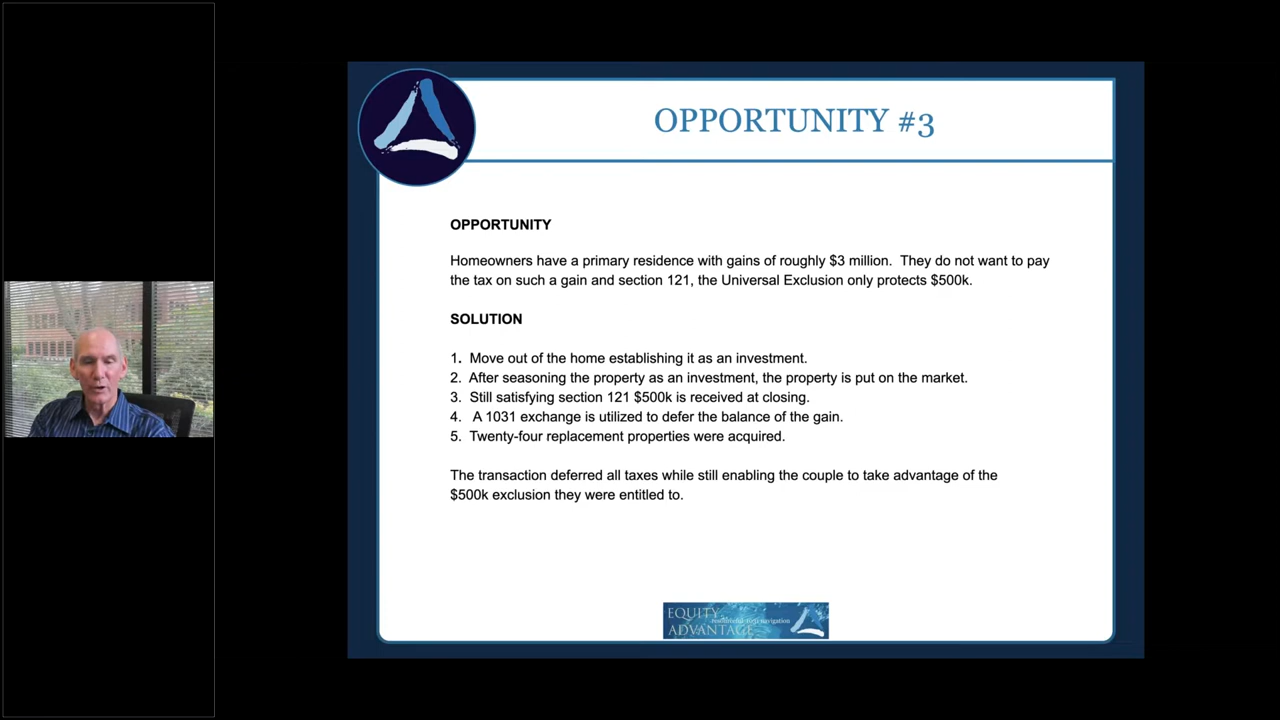 OPPORTUNITY #3
OPPORTUNITY
Homeowners have a primary residence with gains of roughly $3 million.  They do not want to pay
the tax on such a gain and section 121, the Universal Exclusion only protects $500k.
SOLUTION
1.  Move out of the home establishing it as an investment.
2.  After seasoning the property as an investment, the property is put on the market.
3.  Still satisfying section 121 $500k is received at closing.
4.  A 1031 exchange is utilized to defer the balance of the gain.
5.  Twenty-four replacement properties were acquired.
The transaction deferred all taxes while still enabling the couple to take advantage of the
$500k exclusion they were entitled to.
EQUITY
navigation
ADVANTAGE